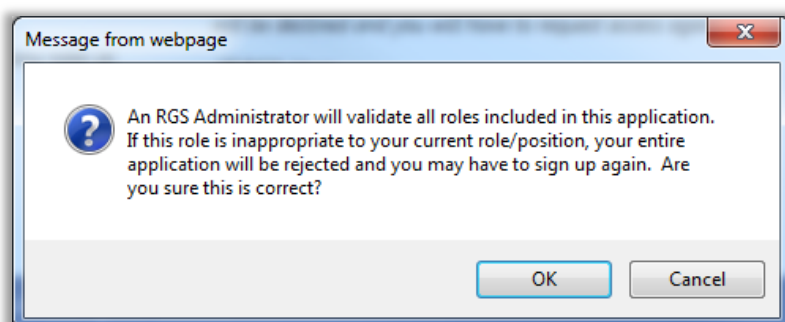 Message from webpage
An RGS Administrator will validate all roles included in this application.
If this role is inappropriate to your current role/position, your entire
application will be rejected and you may have to sign up again.  Are
you sure this is correct?
OK
Cancel